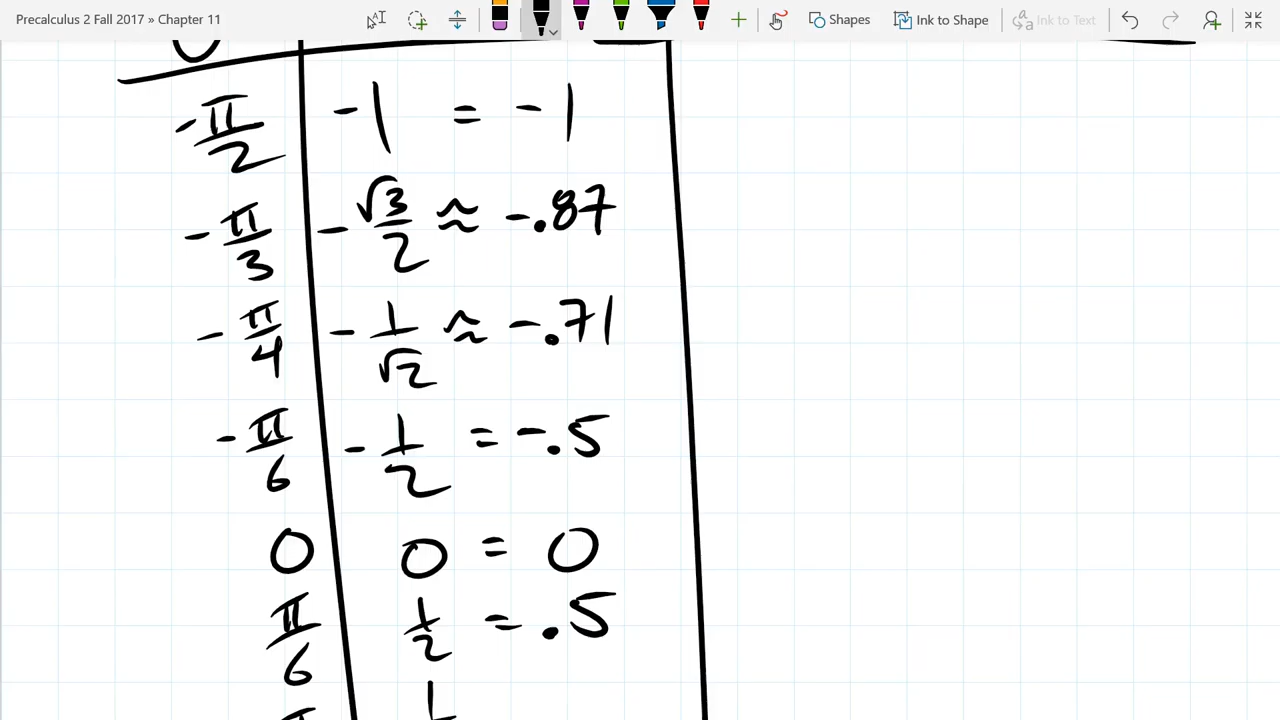 Precalculus 2 Fall 2017 » Chapter 11
Shapes
Ink to Shape
Ink to Text
-π/2 -1 = -1
-π/3 -√3/2 ≈ -.87
-π/4 -1/√2 ≈ -.71
-π/6 -1/2 = -.5
0 0 = 0
π/6 1/2 = .5